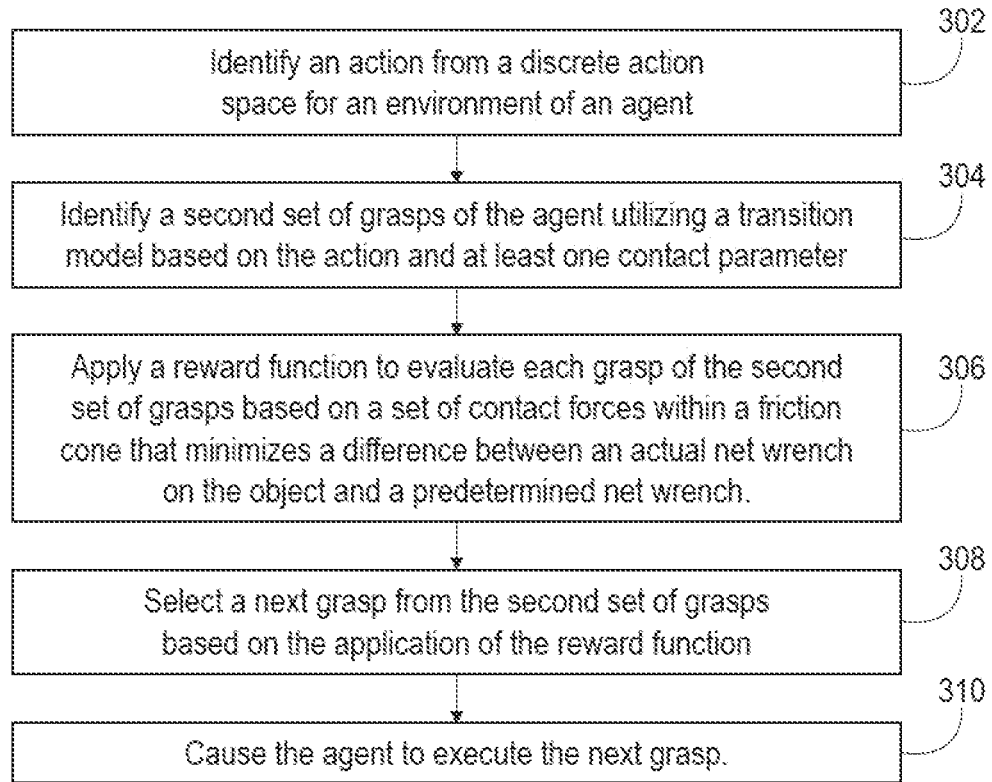 302
Identify an action from a discrete action
space for an environment of an agent
304
Identify a second set of grasps of the agent utilizing a transition
model based on the action and at least one contact parameter
306
Apply a reward function to evaluate each grasp of the second
set of grasps based on a set of contact forces within a friction
cone that minimizes a difference between an actual net wrench
on the object and a predetermined net wrench.
308
Select a next grasp from the second set of grasps
based on the application of the reward function
310
Cause the agent to execute the next grasp.